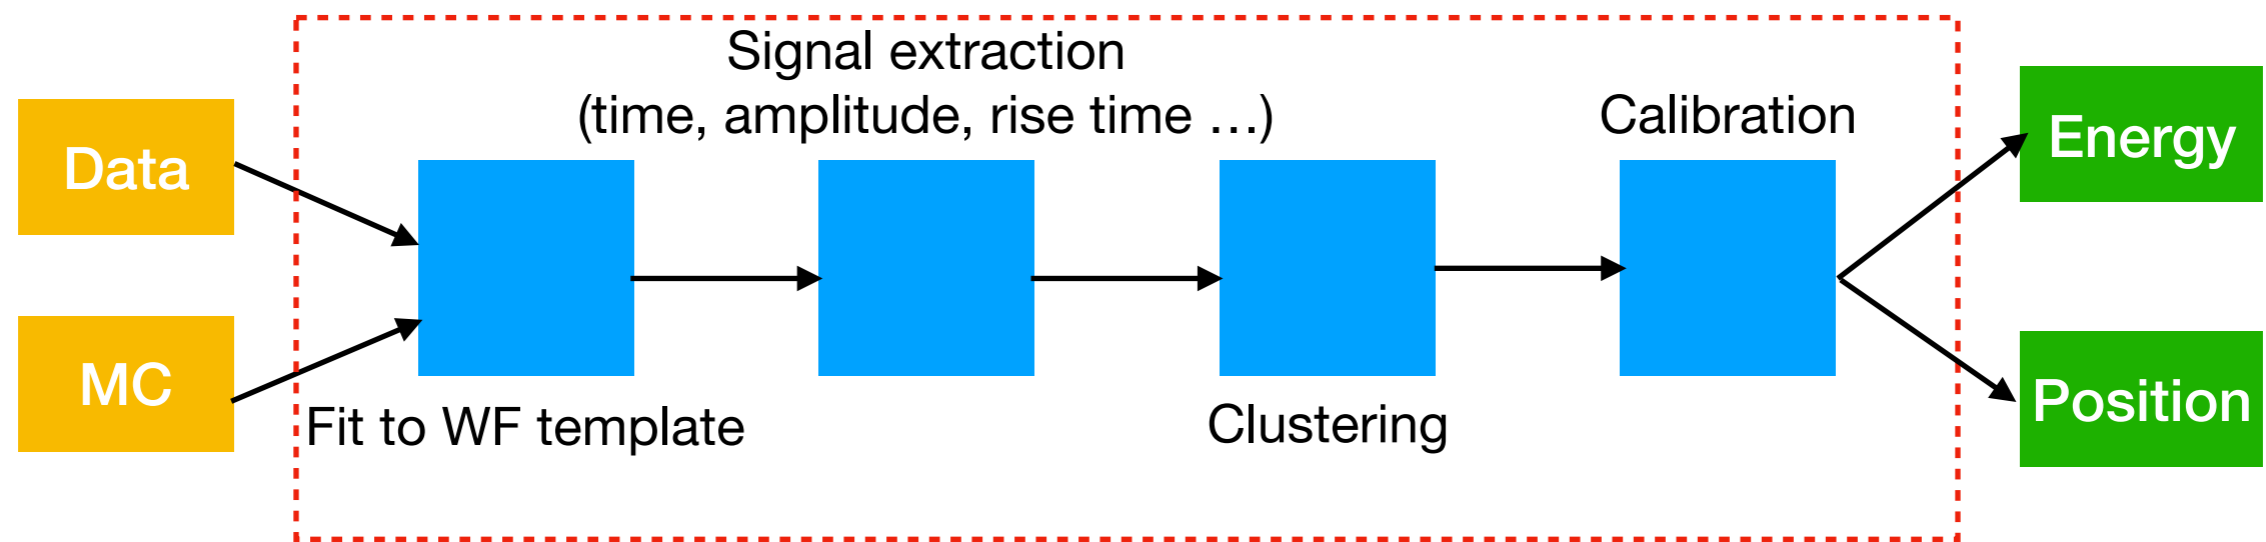 Signal extraction
(time, amplitude, rise time ...)
Calibration
Data
MC
Fit to WF template
Clustering
Energy
Position